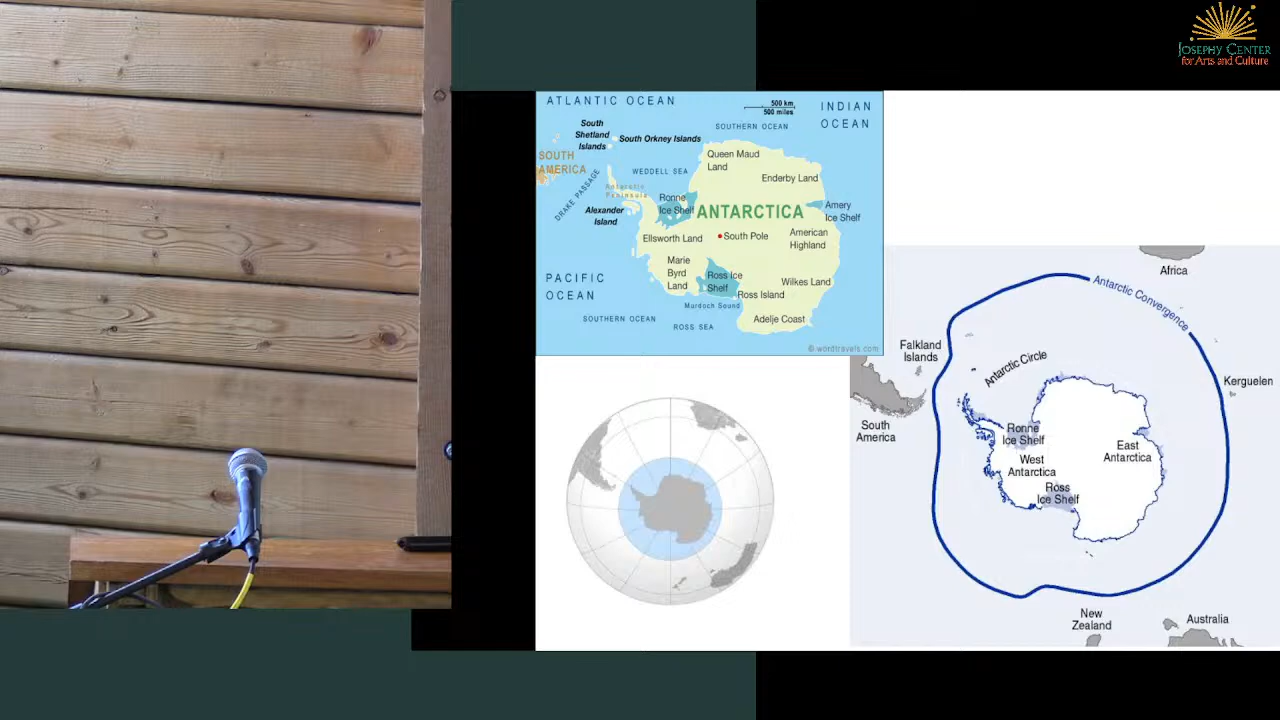 JOSEPHY CENTER
for Arts and Culture
ATLANTIC OCEAN
500 km
500 miles
INDIAN
OCEAN
SOUTHERN OCEAN
South
Shetland
Islands
South Orkney Islands
SOUTH
AMERICA
WEDDELL SEA
Queen Maud
Land
Enderby Land
DRAKE PASSAGE
Antarctic
Peninsula
Ronne
Ice Shelf
ANTARCTICA
Amery
Ice Shelf
Alexander
Island
Ellsworth Land
South Pole
American
Highland
Marie
Byrd
Land
Ross Ice
Shelf
Wilkes Land
PACIFIC
OCEAN
Ross Island
Murdoch Sound
SOUTHERN OCEAN
ROSS SEA
Adelje Coast
© wordtravels.com
Africa
Antarctic Convergence
Falkland
Islands
Antarctic Circle
Kerguelen
South
America
Ronne
Ice Shelf
West
Antarctica
East
Antarctica
Ross
Ice Shelf
New
Zealand
Australia